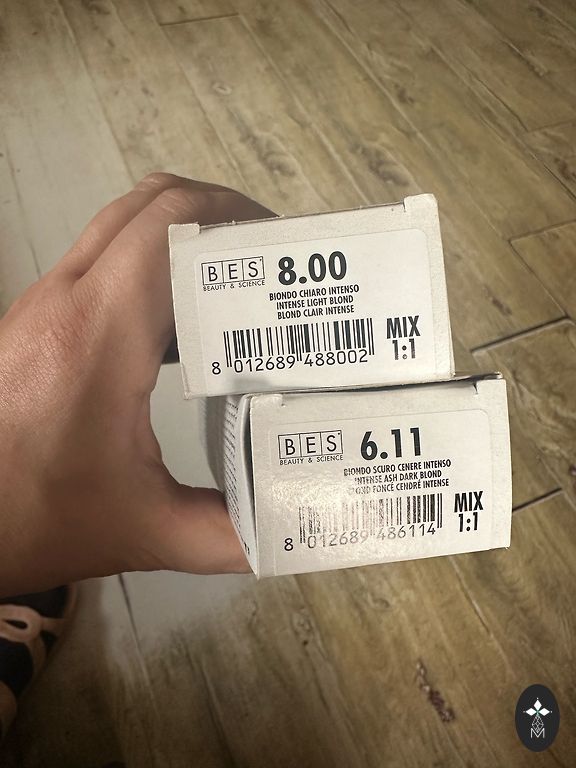 BES 8.00
BEAUTY & SCIENCE
BIONDO CHIARO INTENSO
INTENSE LIGHT BLOND
BLOND CLAIR INTENSE
MIX
1:1
8 012689 488002
BES 6.11
BEAUTY & SCIENCE
BIONDO SCURO CENERE INTENSO
INTENSE ASH DARK BLOND
BLOND FONCÉ CENDRÉ INTENSE
MIX
1:1
8 012689 486114
M